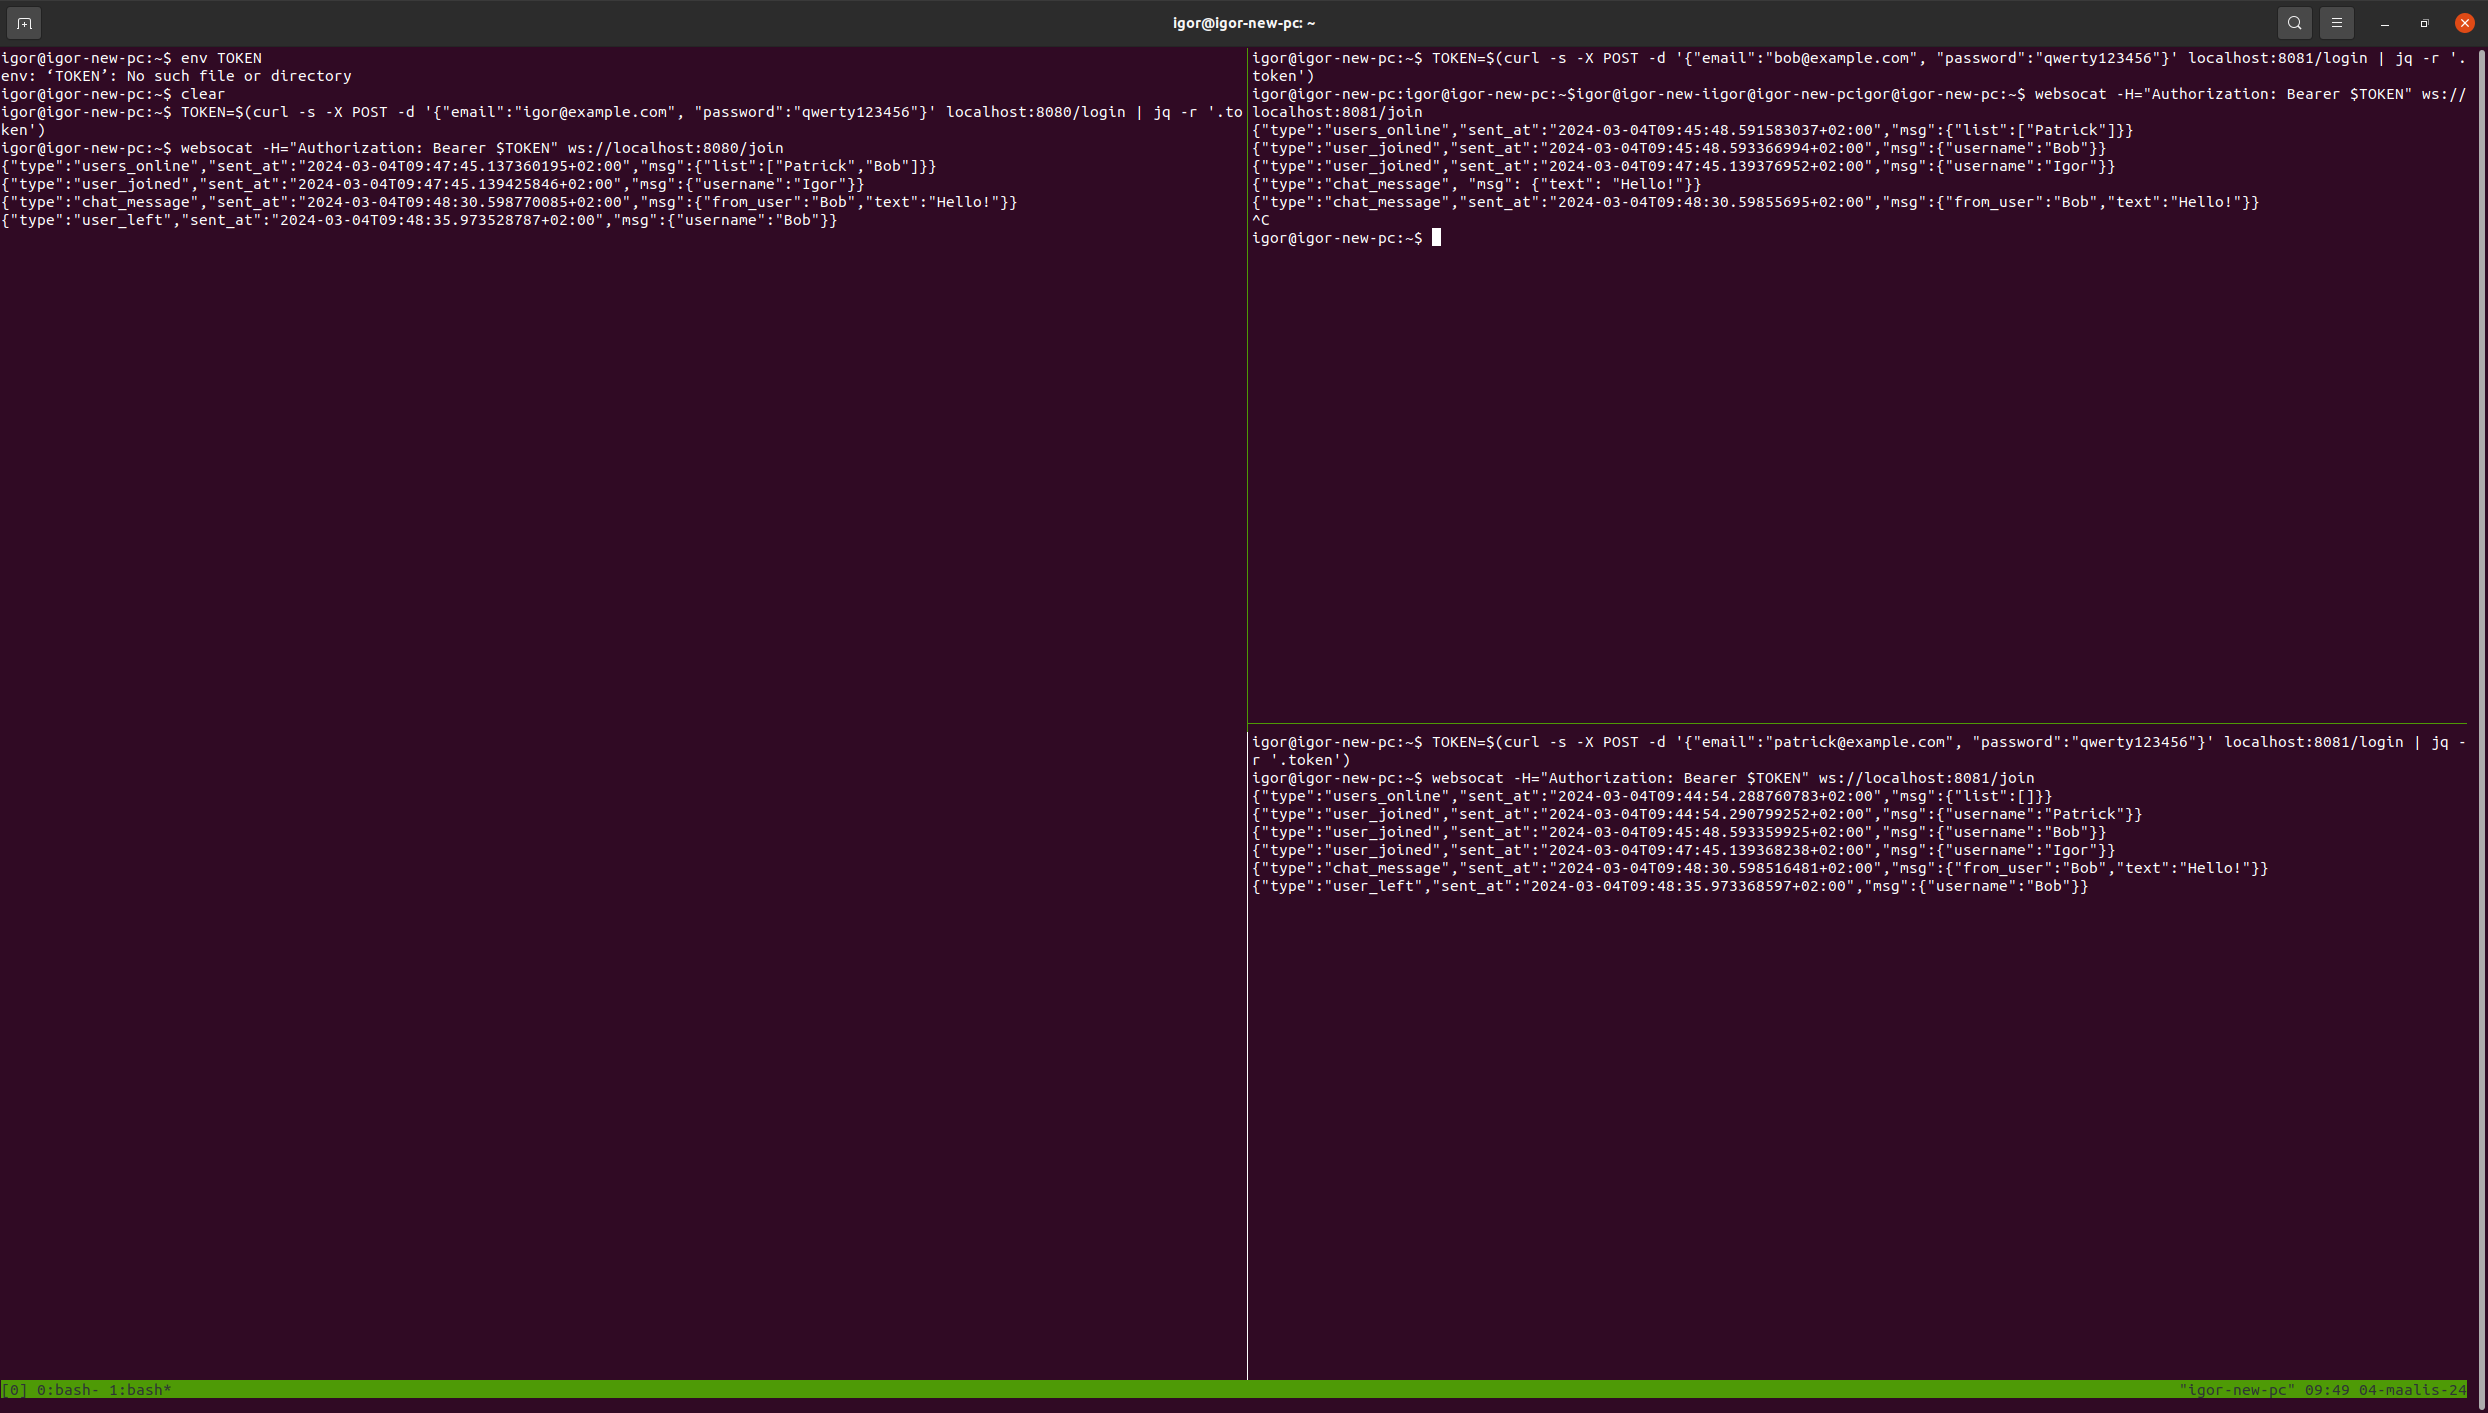 igor@igor-new-pc: ~
igor@igor-new-pc:~$ env TOKEN
env: ‘TOKEN’: No such file or directory
igor@igor-new-pc:~$ clear
igor@igor-new-pc:~$ TOKEN=$(curl -s -X POST -d '{"email":"igor@example.com", "password":"qwerty123456"}' localhost:8080/login | jq -r '.to
ken')
igor@igor-new-pc:~$ websocat -H="Authorization: Bearer $TOKEN" ws://localhost:8080/join
{"type":"users_online","sent_at":"2024-03-04T09:47:45.137360195+02:00","msg":{"list":["Patrick","Bob"]}}
{"type":"user_joined","sent_at":"2024-03-04T09:47:45.139425846+02:00","msg":{"username":"Igor"}}
{"type":"chat_message","sent_at":"2024-03-04T09:48:30.598770085+02:00","msg":{"from_user":"Bob","text":"Hello!"}}
{"type":"user_left","sent_at":"2024-03-04T09:48:35.973528787+02:00","msg":{"username":"Bob"}}
igor@igor-new-pc:~$ TOKEN=$(curl -s -X POST -d '{"email":"bob@example.com", "password":"qwerty123456"}' localhost:8081/login | jq -r '.
token')
igor@igor-new-pc:igor@igor-new-pc:~$igor@igor-new-iigor@igor-new-pcigor@igor-new-pc:~$ websocat -H="Authorization: Bearer $TOKEN" ws://
localhost:8081/join
{"type":"users_online","sent_at":"2024-03-04T09:45:48.591583037+02:00","msg":{"list":["Patrick"]}}
{"type":"user_joined","sent_at":"2024-03-04T09:45:48.593366994+02:00","msg":{"username":"Bob"}}
{"type":"user_joined","sent_at":"2024-03-04T09:47:45.139376952+02:00","msg":{"username":"Igor"}}
{"type":"chat_message", "msg": {"text": "Hello!"}}
{"type":"chat_message","sent_at":"2024-03-04T09:48:30.59855695+02:00","msg":{"from_user":"Bob","text":"Hello!"}}
^C
igor@igor-new-pc:~$
igor@igor-new-pc:~$ TOKEN=$(curl -s -X POST -d '{"email":"patrick@example.com", "password":"qwerty123456"}' localhost:8081/login | jq -
r '.token')
igor@igor-new-pc:~$ websocat -H="Authorization: Bearer $TOKEN" ws://localhost:8081/join
{"type":"users_online","sent_at":"2024-03-04T09:44:54.288760783+02:00","msg":{"list":[]}}
{"type":"user_joined","sent_at":"2024-03-04T09:44:54.290799252+02:00","msg":{"username":"Patrick"}}
{"type":"user_joined","sent_at":"2024-03-04T09:45:48.593359925+02:00","msg":{"username":"Bob"}}
{"type":"user_joined","sent_at":"2024-03-04T09:47:45.139368238+02:00","msg":{"username":"Igor"}}
{"type":"chat_message","sent_at":"2024-03-04T09:48:30.598516481+02:00","msg":{"from_user":"Bob","text":"Hello!"}}
{"type":"user_left","sent_at":"2024-03-04T09:48:35.973368597+02:00","msg":{"username":"Bob"}}
[0] 0:bash- 1:bash* "igor-new-pc" 09:49 04-maalis-24